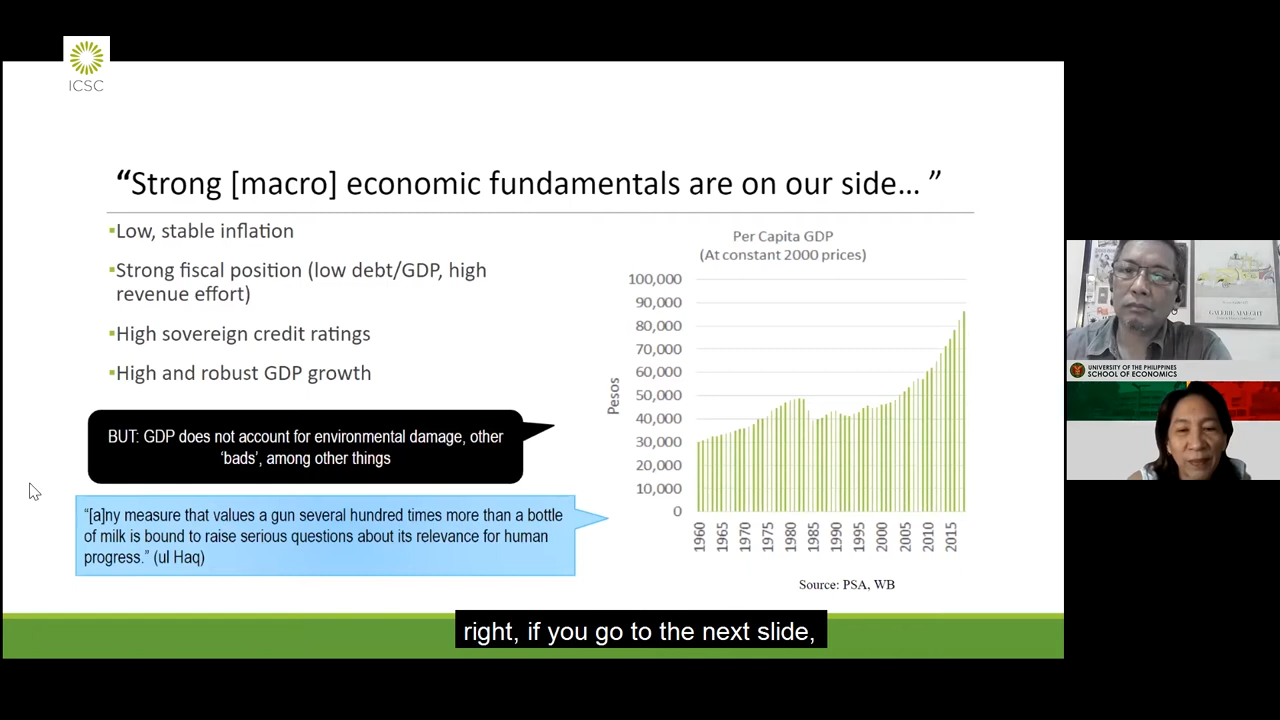 ICSC
“Strong [macro] economic fundamentals are on our side… ”
▪Low, stable inflation
▪Strong fiscal position (low debt/GDP, high
revenue effort)
▪High sovereign credit ratings
▪High and robust GDP growth
BUT: GDP does not account for environmental damage, other
‘bads’, among other things
“[a]ny measure that values a gun several hundred times more than a bottle
of milk is bound to raise serious questions about its relevance for human
progress.” (ul Haq)
Per Capita GDP
(At constant 2000 prices)
100,000
90,000
80,000
70,000
60,000
50,000
40,000
30,000
20,000
10,000
0
Pesos
1960
1965
1970
1975
1980
1985
1990
1995
2000
2005
2010
2015
Source: PSA, WB
GALERIE MAEGHT
UNIVERSITY OF THE PHILIPPINES
SCHOOL OF ECONOMICS
right, if you go to the next slide,